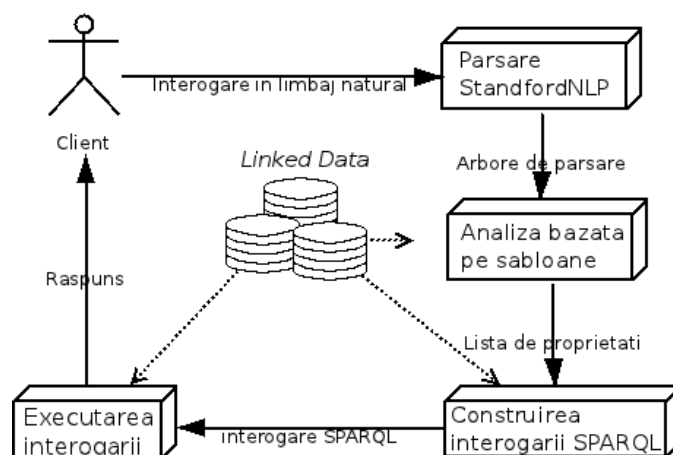 Parsare
StandfordNLP
Interogare in limbaj natural
Client
Linked Data
Arbore de parsare
Analiza bazata
pe sabloane
Raspuns
Lista de proprietati
Executarea
interogarii
interogare SPARQL
Construirea
interogarii SPARQL